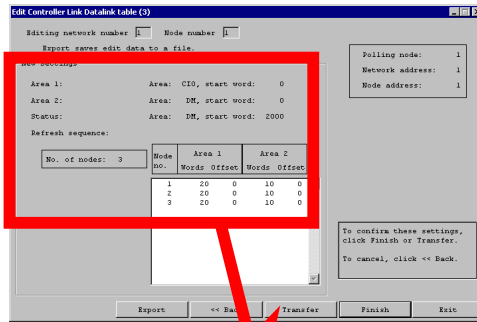 Edit Controller Link Datalink table (3)
Editing network number 1 Node number 1
Export saves edit data to a file.
New settings
Polling node: 1
Network address: 1
Node address: 1
Area 1: Area: CIO, start word: 0
Area 2: Area: DM, start word: 0
Status: Area: DM, start word: 2000
Refresh sequence:
No. of nodes: 3
Node no. Area 1 Area 2
Words Offset Words Offset
1 20 0 10 0
2 20 0 10 0
3 20 0 10 0
To confirm these settings,
click Finish or Transfer.
To cancel, click << Back.
Export << Back Transfer Finish Exit